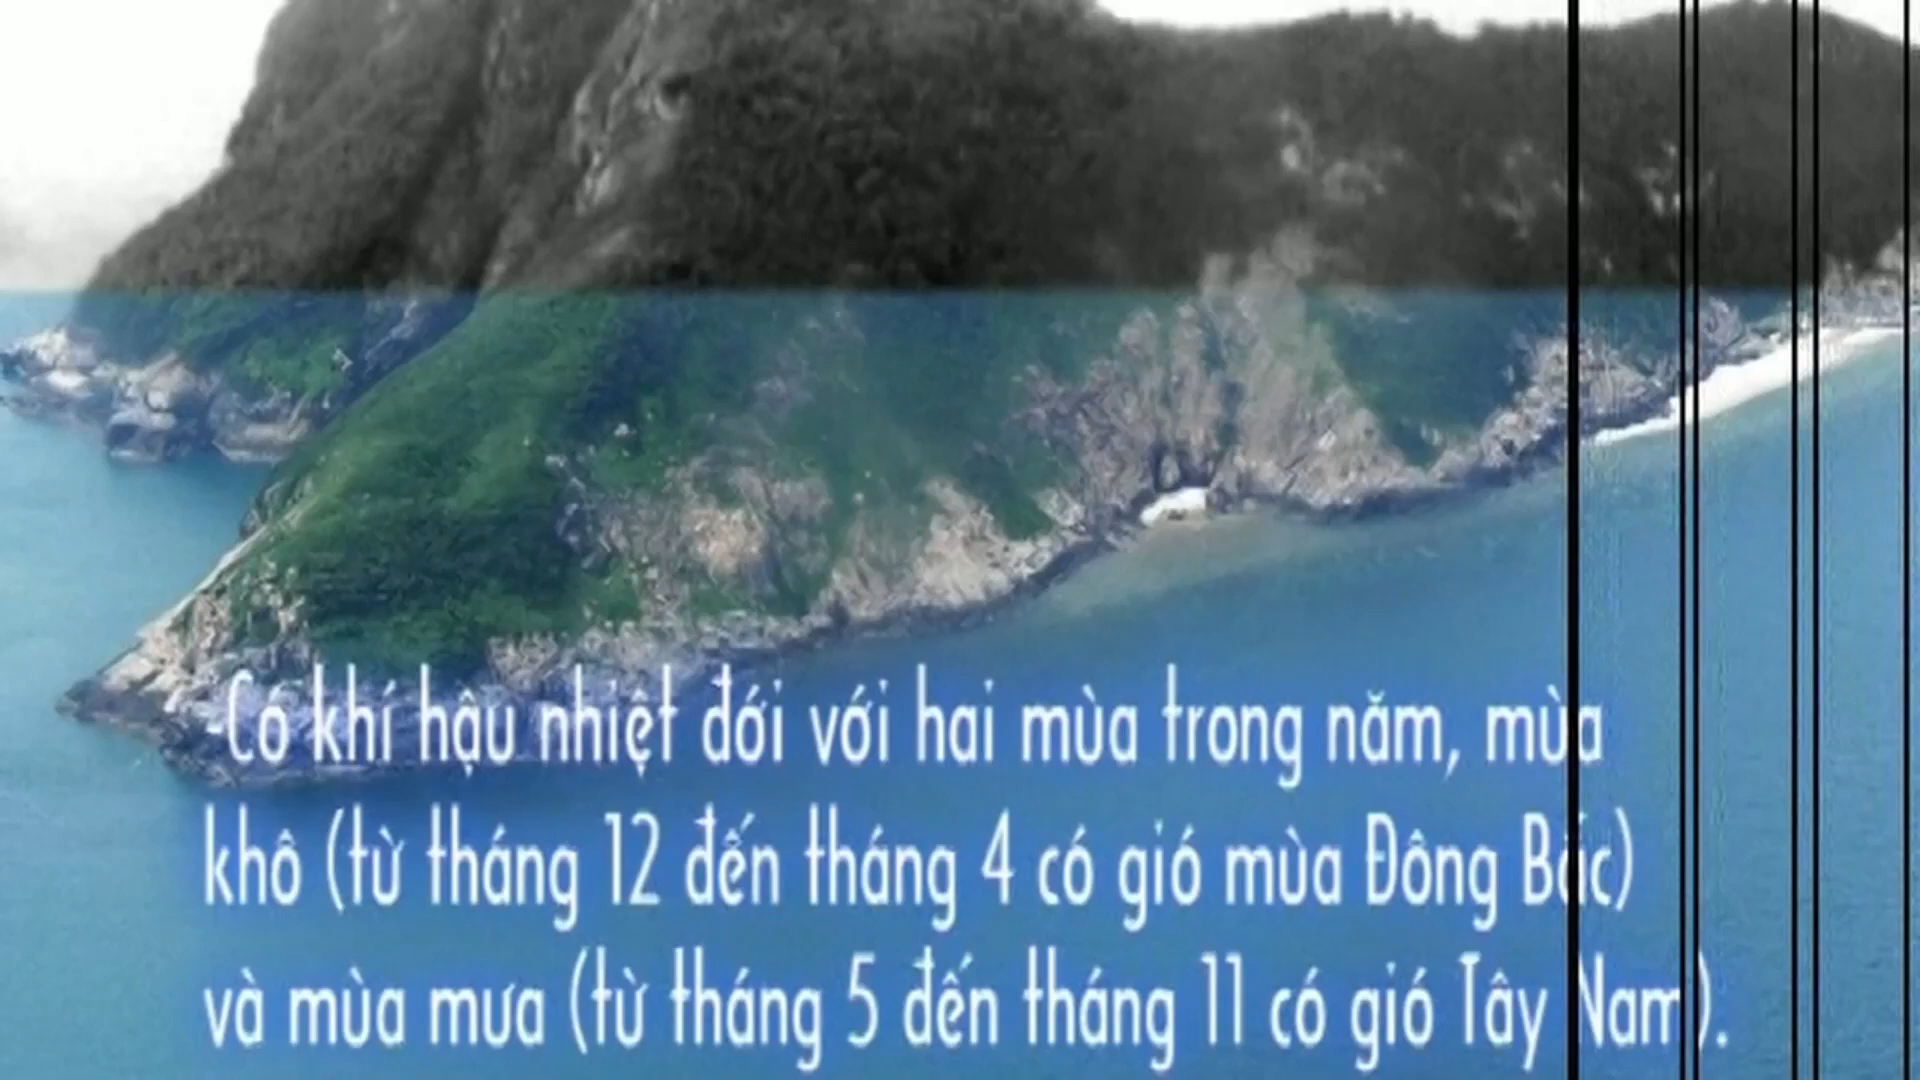 Có khí hậu nhiệt đới với hai mùa trong năm, mùa
khô (từ tháng 12 đến tháng 4 có gió mùa Đông Bắc)
và mùa mưa (từ tháng 5 đến tháng 11 có gió Tây Nam).